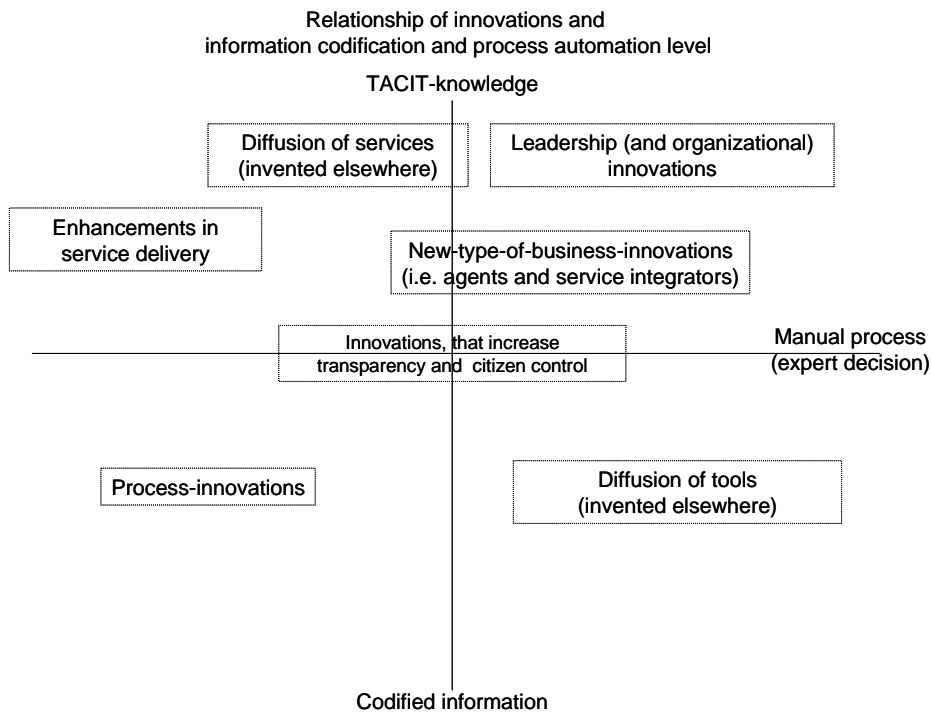 Relationship of innovations and
information codification and process automation level
TACIT-knowledge
Diffusion of services
(invented elsewhere)
Leadership (and organizational)
innovations
Enhancements in
service delivery
New-type-of-business-innovations
(i.e. agents and service integrators)
Innovations, that increase
transparency and citizen control
Manual process
(expert decision)
Process-innovations
Diffusion of tools
(invented elsewhere)
Codified information